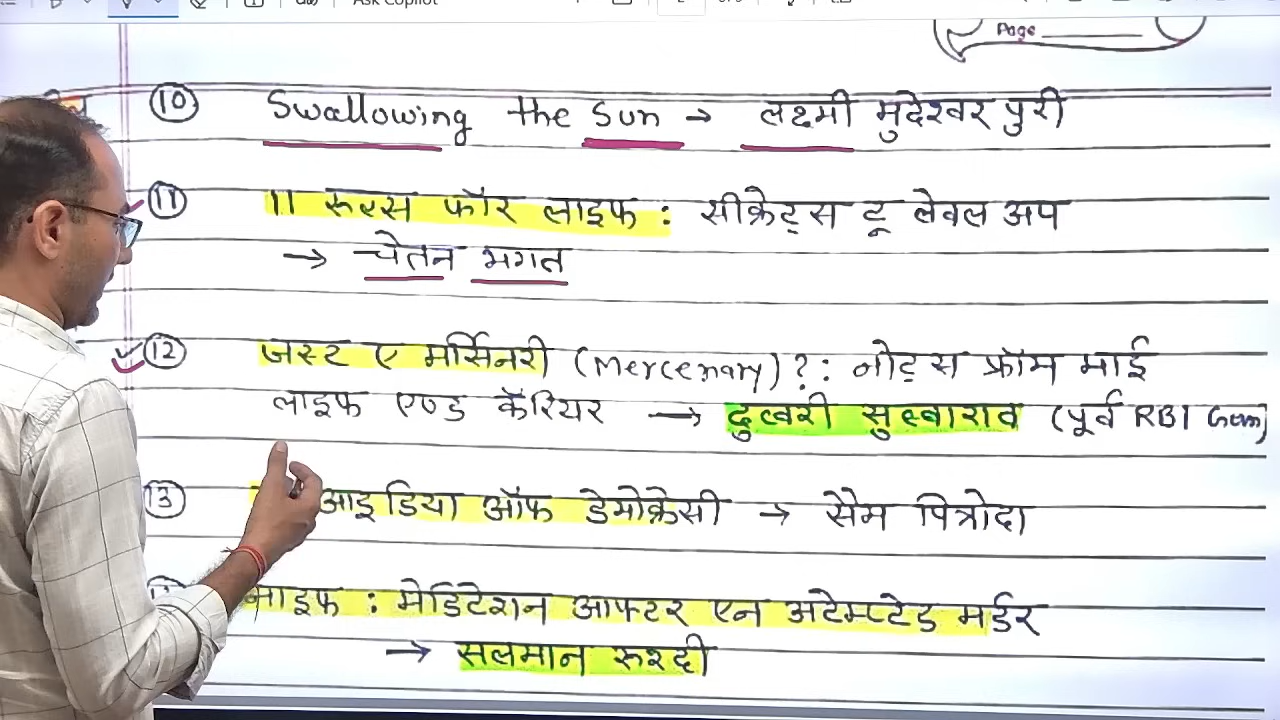 Ask Copilot
Page
10 Swallowing the Sun → लक्ष्मी मुर्देश्वर पुरी
11 11 रूल्स फॉर लाइफ : सीक्रेट्स टू लेवल अप
→ चेतन भगत
12 जस्ट ए मर्सिनरी (Mercenary) ? : नोट्स फ्रॉम माई
लाइफ एण्ड कॅरियर → दुव्वरी सुब्बाराव (पूर्व RBI
13 आइडिया ऑफ डेमोक्रेसी → सैम पित्रोदा
नाइफ : मेडिटेशन आफ्टर एन अटेम्प्टेड मर्डर
→ सलमान रुश्दी